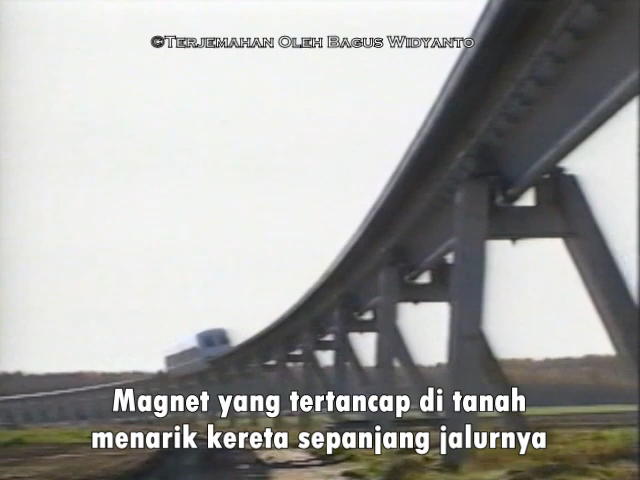 ©Terjemahan Oleh Bagus Widyanto
Magnet yang tertancap di tanah
menarik kereta sepanjang jalurnya